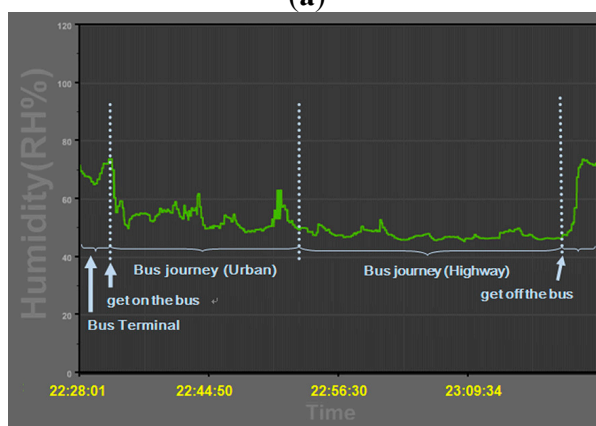 (a)
120
100
80
60
40
20
0
Humidity(RH%)
Bus journey (Urban)
Bus journey (Highway)
get on the bus
get off the bus
Bus Terminal
22:28:01
22:44:50
22:56:30
23:09:34
Time